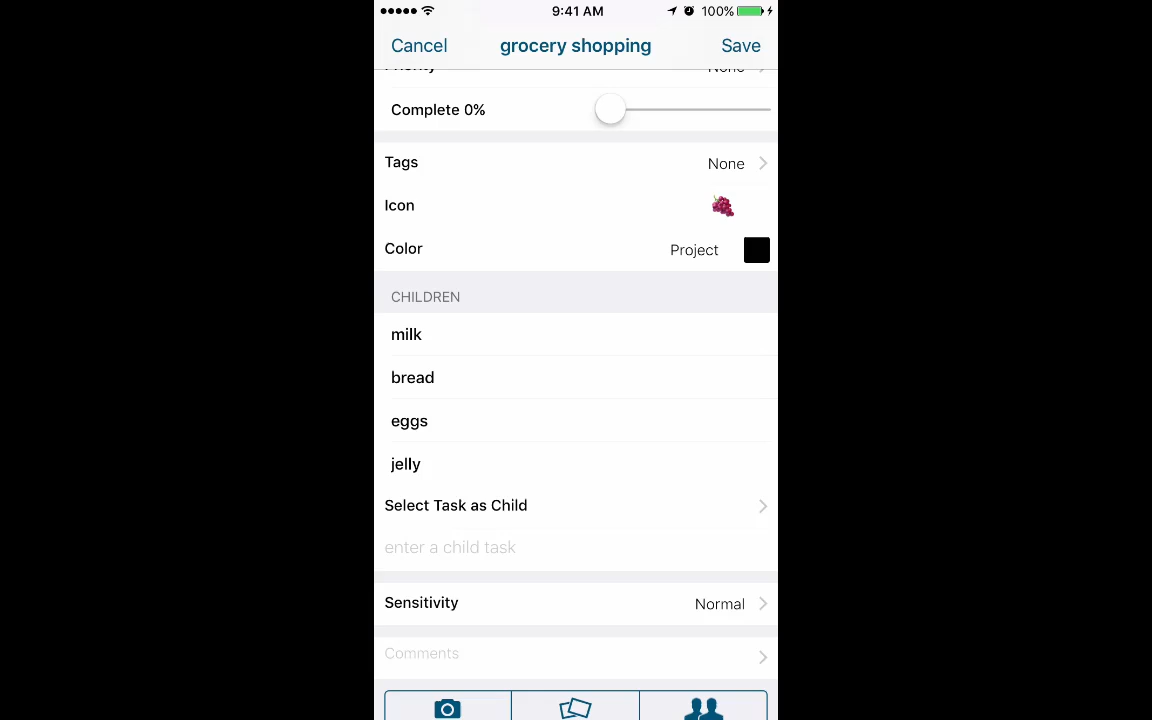 9:41 AM 100%
Cancel grocery shopping Save
Priority None
Complete 0%
Tags None
Icon
Color Project
CHILDREN
milk
bread
eggs
jelly
Select Task as Child
enter a child task
Sensitivity Normal
Comments